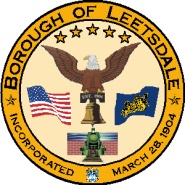 BOROUGH OF LEETSDALE
INCORPORATED MARCH 28, 1904